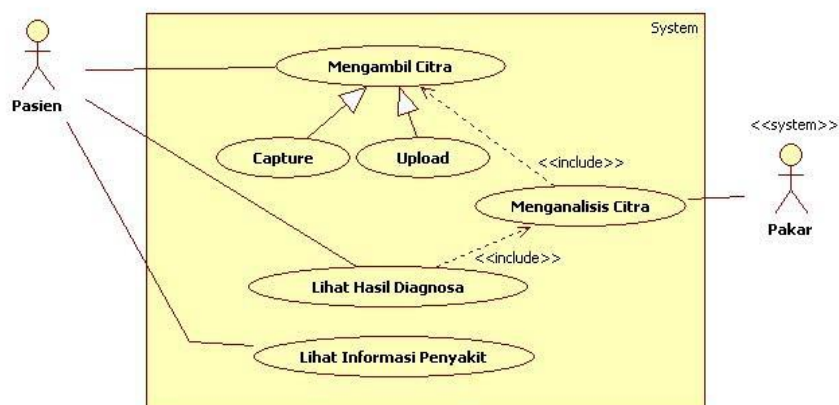 System
Mengambil Citra
Pasien
<<system>>
Capture
Upload
<<include>>
Menganalisis Citra
Pakar
<<include>>
Lihat Hasil Diagnosa
Lihat Informasi Penyakit